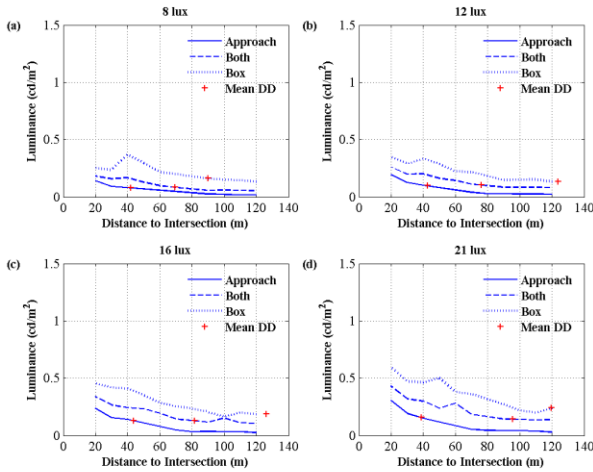 8 lux
(a)
1.5
1
0.5
0
Luminance (cd/m²)
Approach
Both
Box
Mean DD
0 20 40 60 80 100 120 140
Distance to Intersection (m)
12 lux
(b)
1.5
1
0.5
0
Luminance (cd/m²)
Approach
Both
Box
Mean DD
0 20 40 60 80 100 120 140
Distance to Intersection (m)
16 lux
(c)
1.5
1
0.5
0
Luminance (cd/m²)
Approach
Both
Box
Mean DD
0 20 40 60 80 100 120 140
Distance to Intersection (m)
21 lux
(d)
1.5
1
0.5
0
Luminance (cd/m²)
Approach
Both
Box
Mean DD
0 20 40 60 80 100 120 140
Distance to Intersection (m)